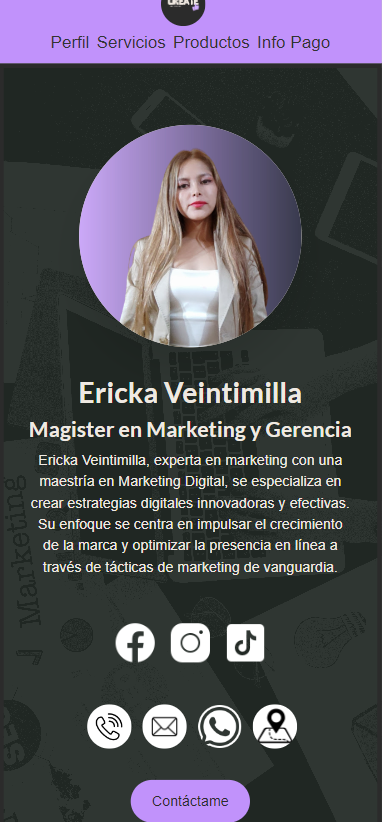 CREATE
Perfil Servicios Productos Info Pago
Ericka Veintimilla
Magister en Marketing y Gerencia
Ericka Veintimilla, experta en marketing con una
maestría en Marketing Digital, se especializa en
crear estrategias digitales innovadoras y efectivas.
Su enfoque se centra en impulsar el crecimiento
de la marca y optimizar la presencia en línea a
través de tácticas de marketing de vanguardia.
Marketing
Contáctame